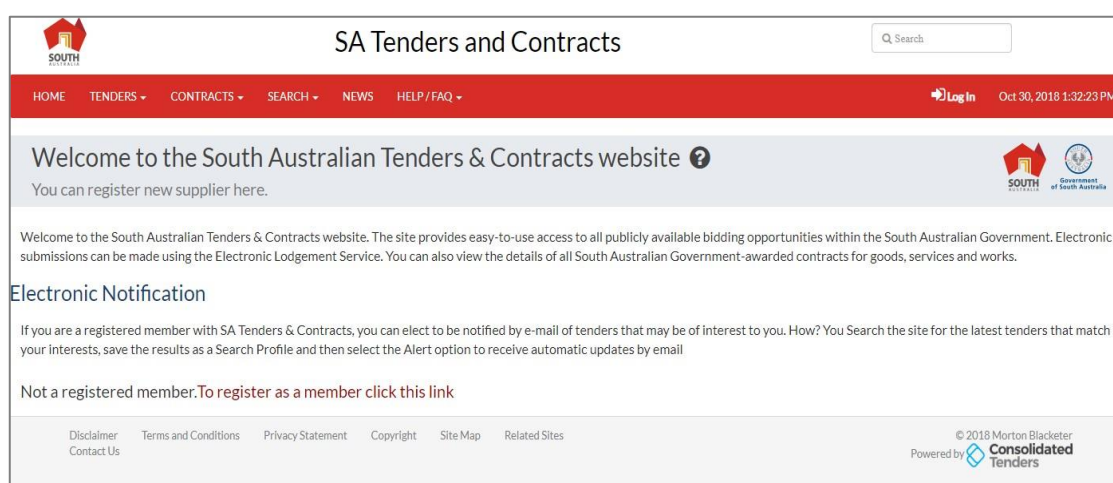 SOUTH
AUSTRALIA
SA Tenders and Contracts
Search
HOME TENDERS CONTRACTS SEARCH NEWS HELP / FAQ Log In Oct 30, 2018 1:32:23 PM
Welcome to the South Australian Tenders & Contracts website
You can register new supplier here.
SOUTH
AUSTRALIA
Government
of South Australia
Welcome to the South Australian Tenders & Contracts website. The site provides easy-to-use access to all publicly available bidding opportunities within the South Australian Government. Electronic
submissions can be made using the Electronic Lodgement Service. You can also view the details of all South Australian Government-awarded contracts for goods, services and works.
Electronic Notification
If you are a registered member with SA Tenders & Contracts, you can elect to be notified by e-mail of tenders that may be of interest to you. How? You Search the site for the latest tenders that match
your interests, save the results as a Search Profile and then select the Alert option to receive automatic updates by email
Not a registered member.To register as a member click this link
Disclaimer Terms and Conditions Privacy Statement Copyright Site Map Related Sites
Contact Us
© 2018 Morton Blacketer
Powered by Consolidated
Tenders